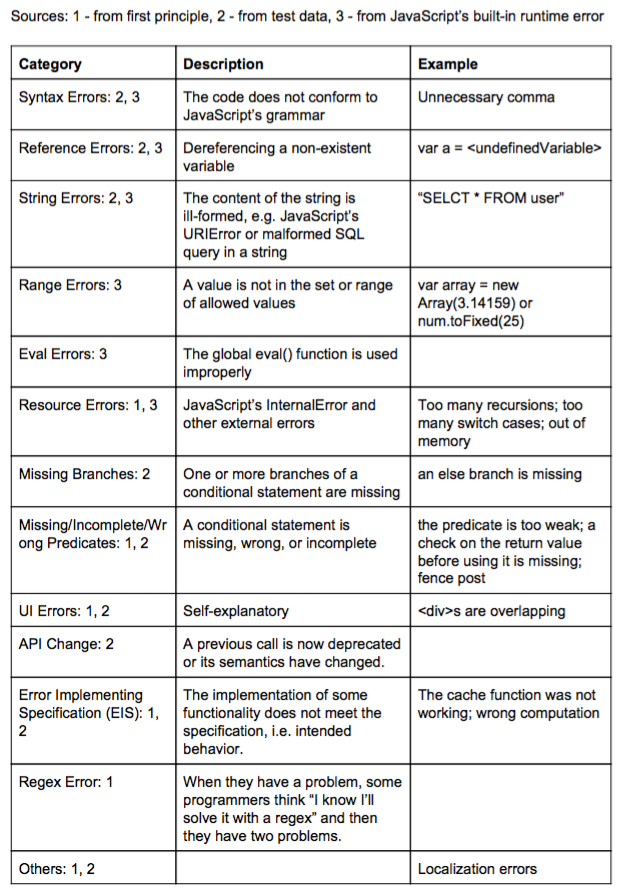 Sources: 1 - from first principle, 2 - from test data, 3 - from JavaScript's built-in runtime error
Category
Description
Example
Syntax Errors: 2, 3
The code does not conform to
JavaScript's grammar
Unnecessary comma
Reference Errors: 2, 3
Dereferencing a non-existent
variable
var a = <undefinedVariable>
String Errors: 2, 3
The content of the string is
ill-formed, e.g. JavaScript's
URIError or malformed SQL
query in a string
“SELCT * FROM user”
Range Errors: 3
A value is not in the set or range
of allowed values
var array = new
Array(3.14159) or
num.toFixed(25)
Eval Errors: 3
The global eval() function is used
improperly
Resource Errors: 1, 3
JavaScript's InternalError and
other external errors
Too many recursions; too
many switch cases; out of
memory
Missing Branches: 2
One or more branches of a
conditional statement are missing
an else branch is missing
Missing/Incomplete/Wr
ong Predicates: 1, 2
A conditional statement is
missing, wrong, or incomplete
the predicate is too weak; a
check on the return value
before using it is missing;
fence post
UI Errors: 1, 2
Self-explanatory
<div>s are overlapping
API Change: 2
A previous call is now deprecated
or its semantics have changed.
Error Implementing
Specification (EIS): 1,
2
The implementation of some
functionality does not meet the
specification, i.e. intended
behavior.
The cache function was not
working; wrong computation
Regex Error: 1
When they have a problem, some
programmers think “I know I'll
solve it with a regex” and then
they have two problems.
Others: 1, 2
Localization errors